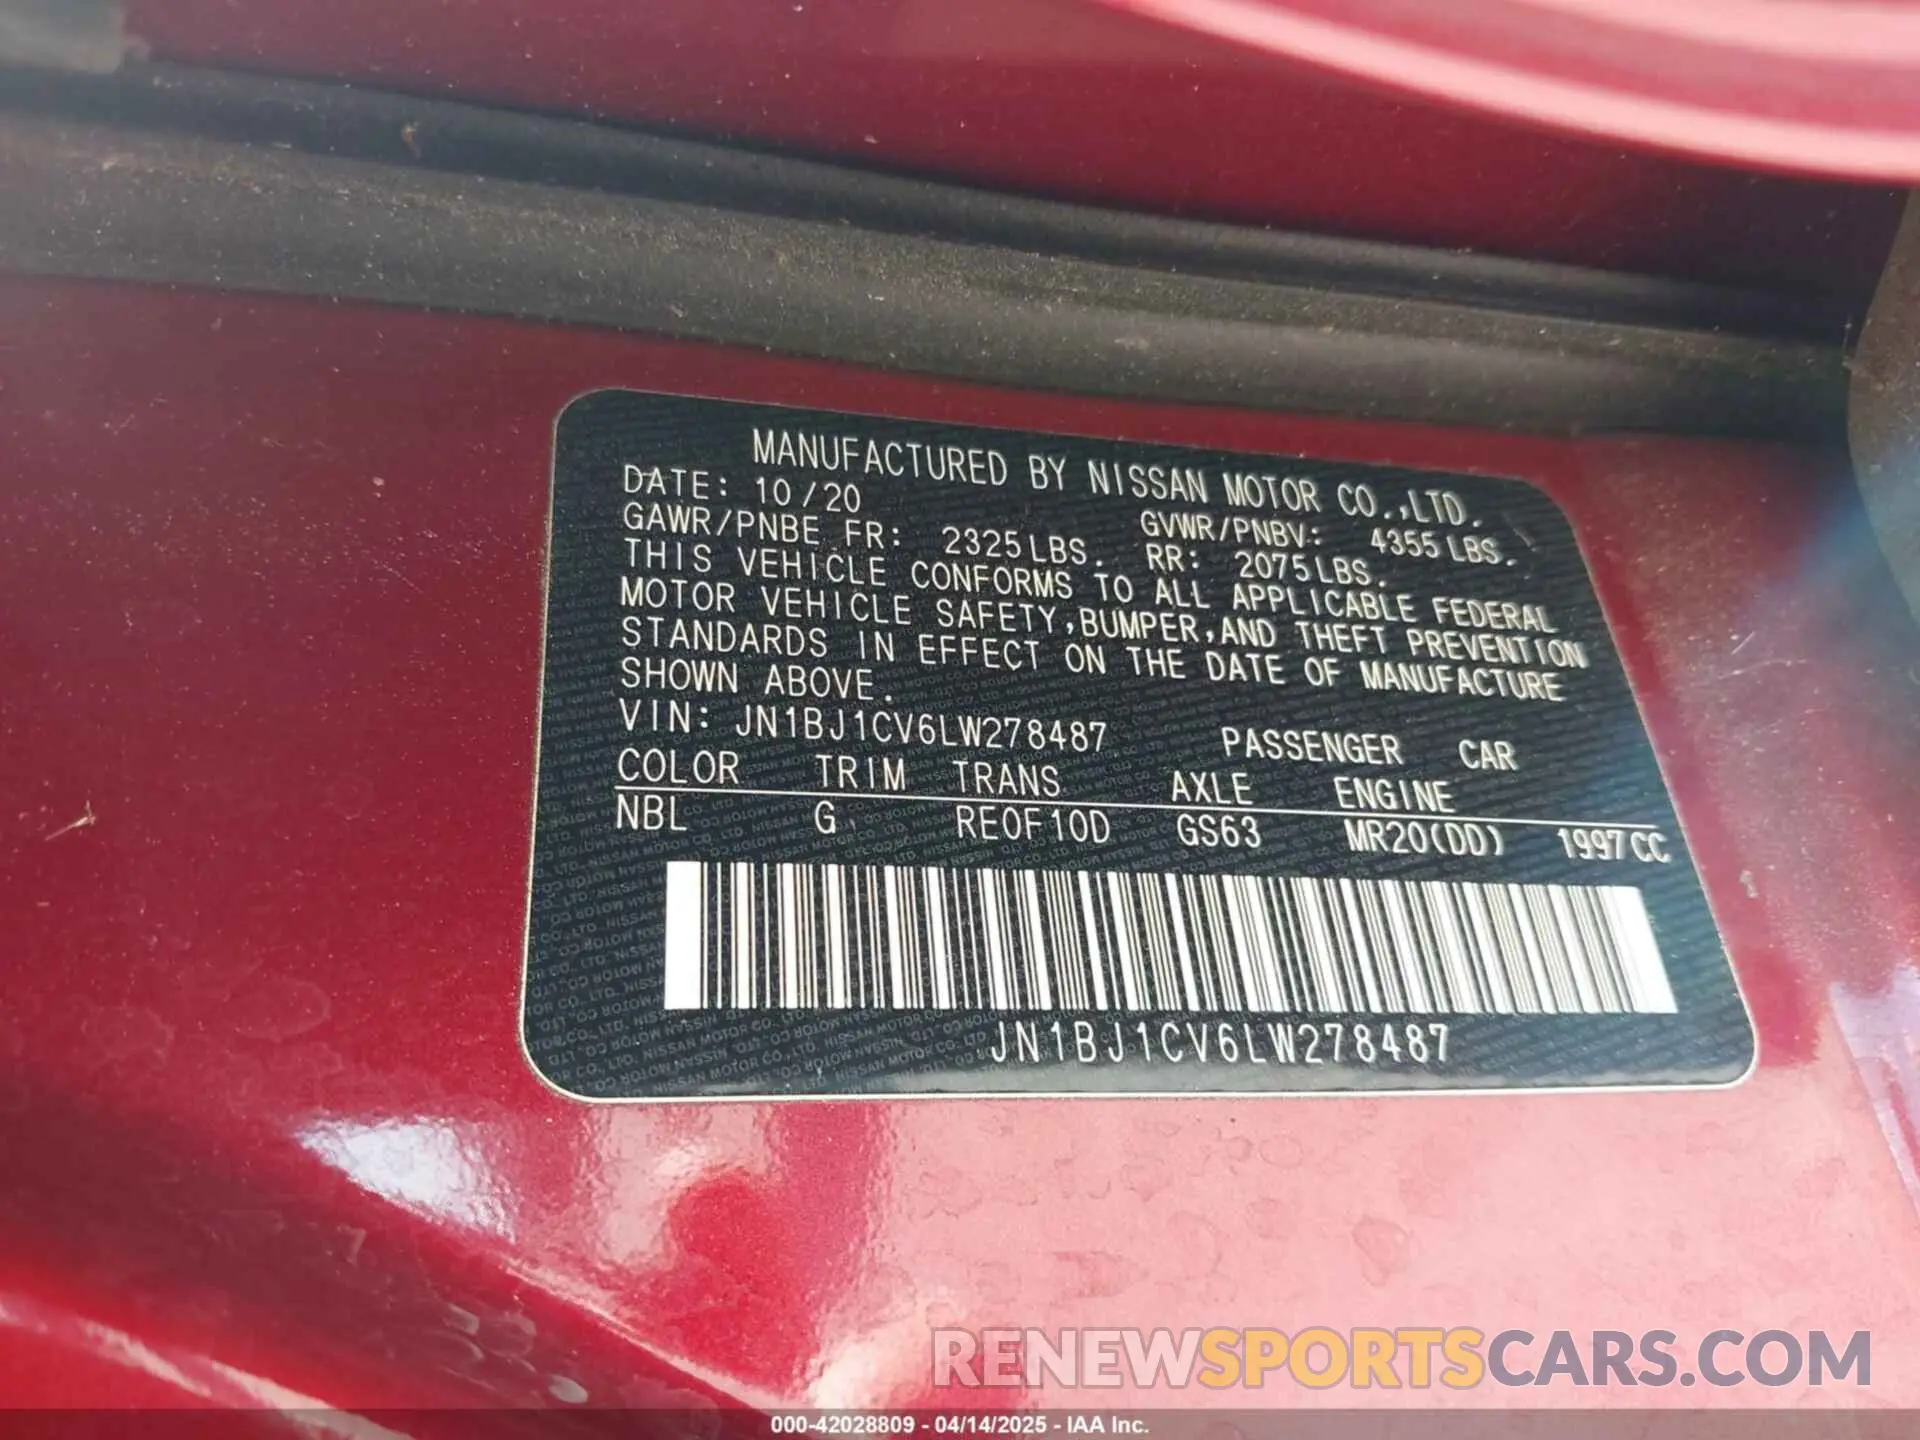 MANUFACTURED BY NISSAN MOTOR CO.,LTD.
DATE: 10/20 GVWR/PNBV: 4355 LBS.
GAWR/PNBE FR: 2325 LBS. RR: 2075 LBS.
THIS VEHICLE CONFORMS TO ALL APPLICABLE FEDERAL
MOTOR VEHICLE SAFETY,BUMPER,AND THEFT PREVENTION
STANDARDS IN EFFECT ON THE DATE OF MANUFACTURE
SHOWN ABOVE.
VIN: JN1BJ1CV6LW278487 PASSENGER CAR
COLOR TRIM TRANS AXLE ENGINE
NBL G REOF10D GS63 MR20(DD) 1997CC
JN1BJ1CV6LW278487
RENEWSPORTSCARS.COM
000-42028809 - 04/14/2025 - IAA Inc.